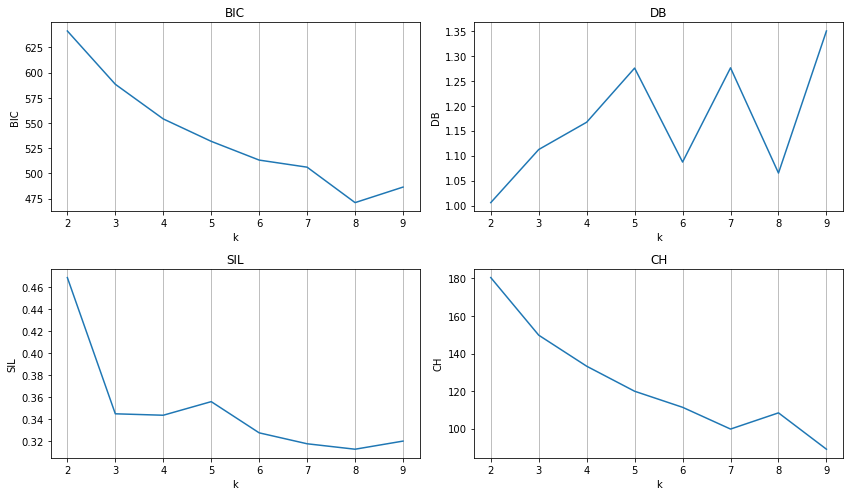 BIC
BIC
625
600
575
550
525
500
475
2 3 4 5 6 7 8 9
k
DB
DB
1.35
1.30
1.25
1.20
1.15
1.10
1.05
1.00
2 3 4 5 6 7 8 9
k
SIL
SIL
0.46
0.44
0.42
0.40
0.38
0.36
0.34
0.32
2 3 4 5 6 7 8 9
k
CH
CH
180
160
140
120
100
2 3 4 5 6 7 8 9
k